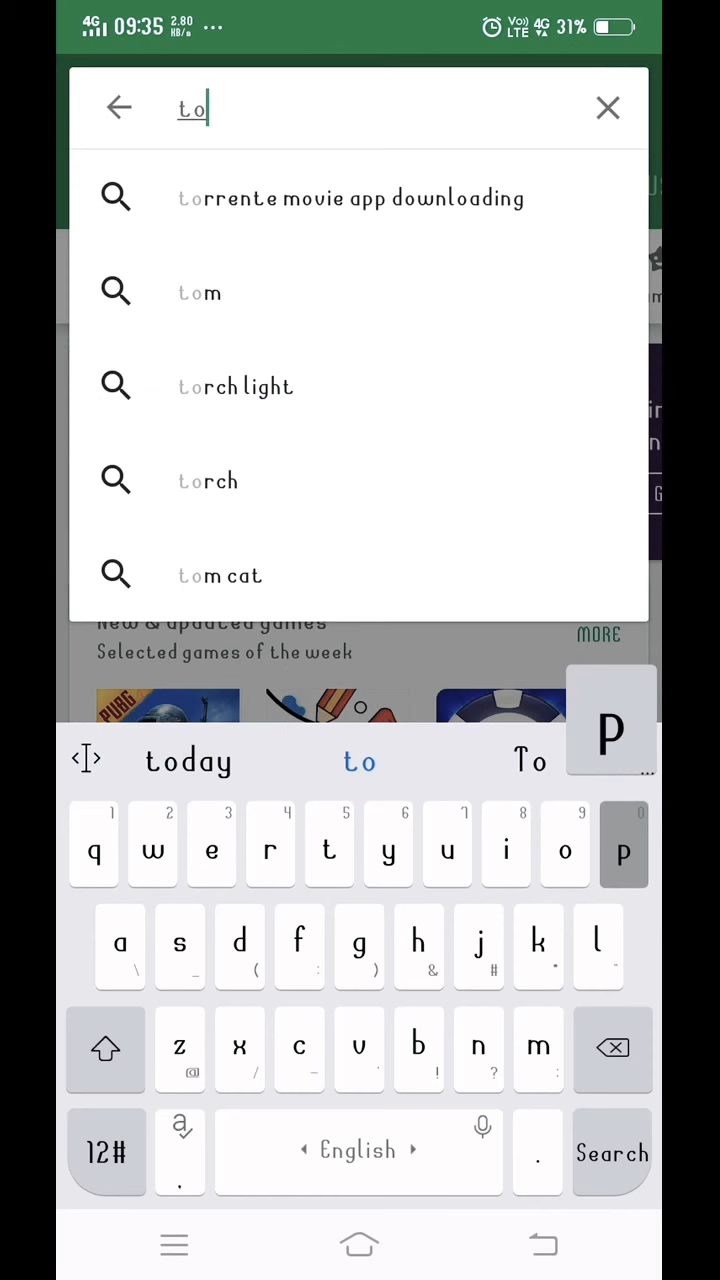 4G 09:35 2.80 KB/s ... Vo)) LTE 4G 31%
to
torrente movie app downloading
tom
torch light
torch
tom cat
New & updated games
Selected games of the week
MORE
PUBG
today to To
p
1 2 3 4 5 6 7 8 9 0
q w e r t y u i o p
a s d f g h j k l
\ _ ( : ) & # " ¨
z x c v b n m
@ / - ' ! ? :
12# , English . Search